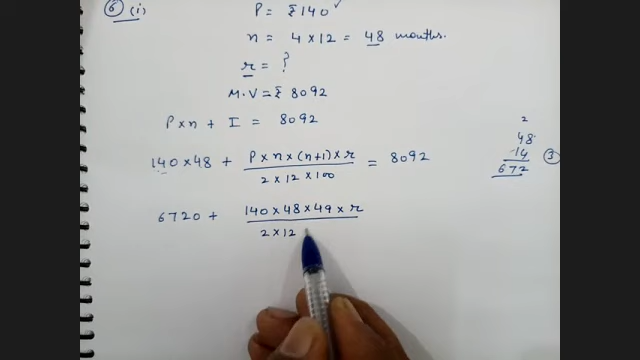 6 (i) P = ₹140 ✓
n = 4 × 12 = 48 months.
r = ?
M.V = ₹ 8092
P×n + I = 8092
140×48 + P × n × (n+1) × r / 2 × 12 × 100 = 8092
6720 + 140 × 48 × 49 × r / 2 × 12
2
48
14
672
3